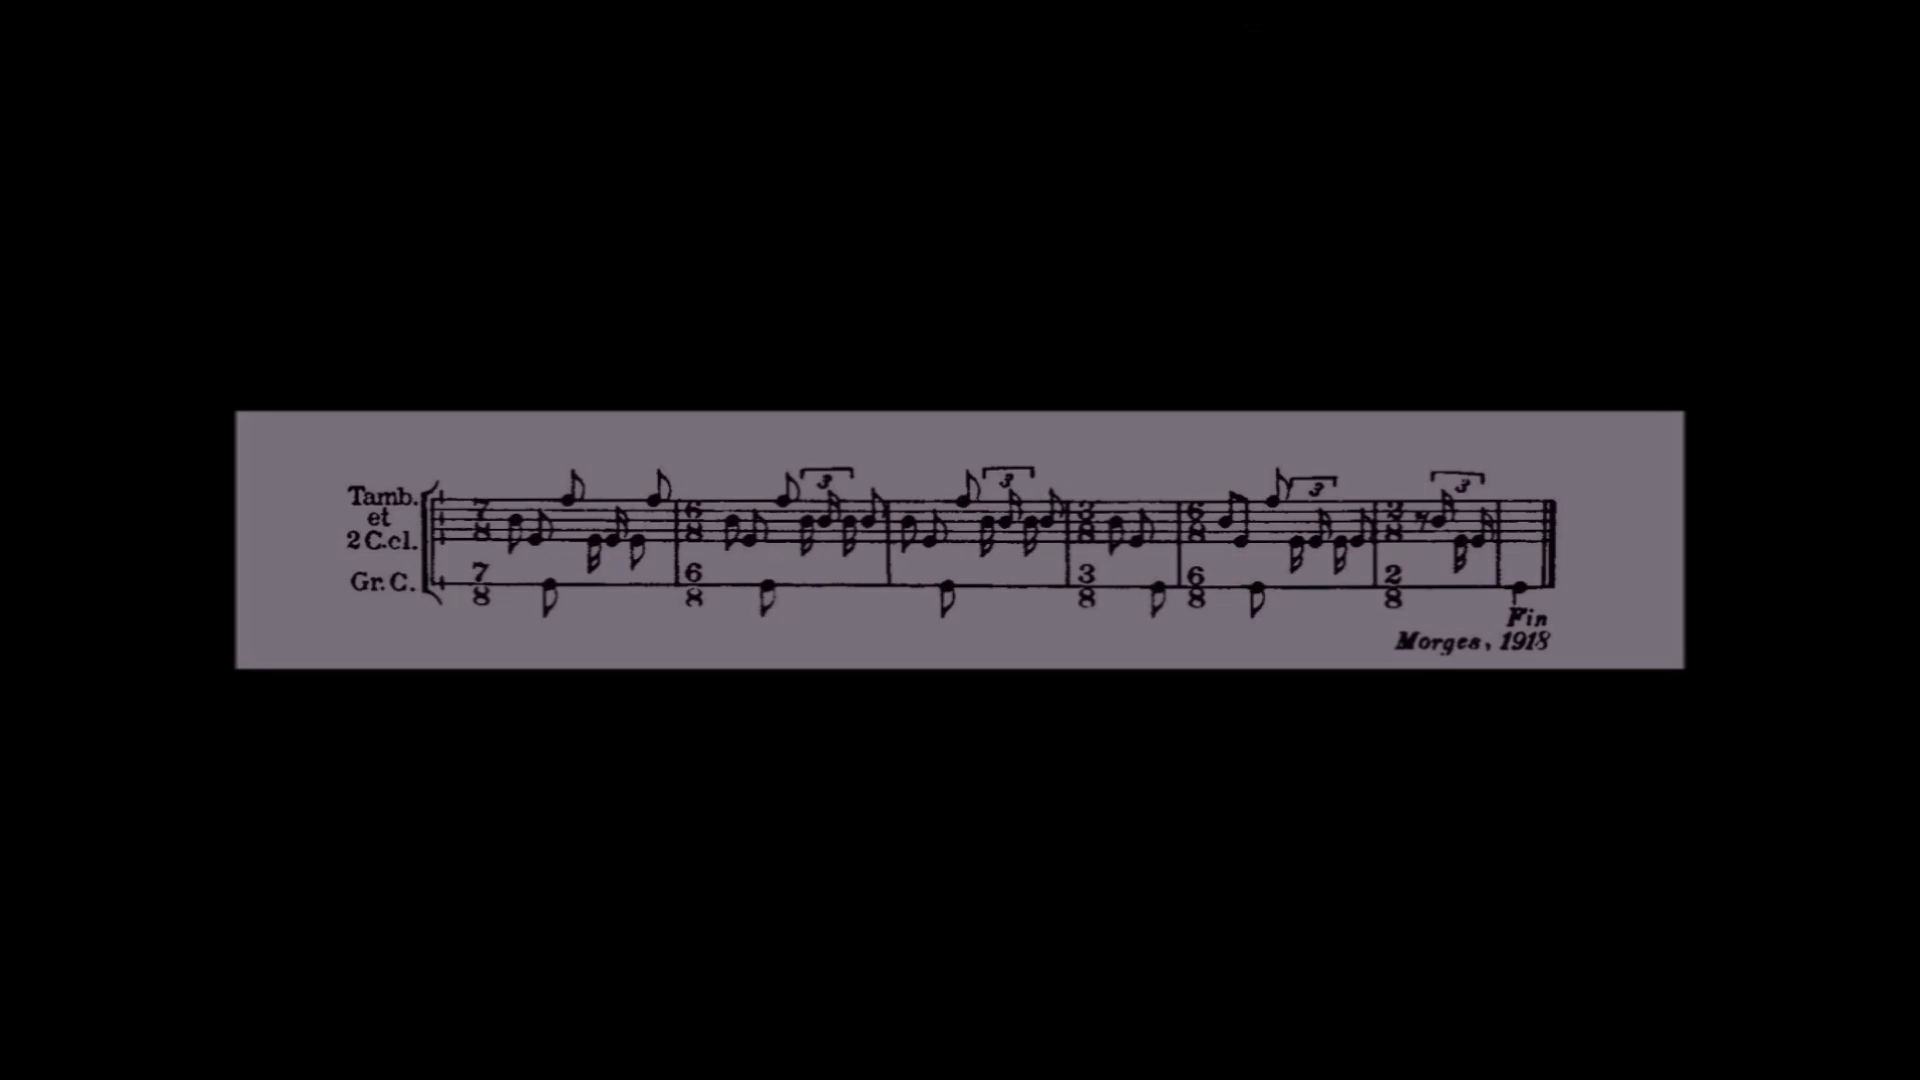 Tamb.
et
2 C.cl.
Gr. C.
7 8 6 8 3 8 6 8 2 8
3 3 3 3
7 8 6 8 3 8 6 8 2 8
Fin
Morges, 1918